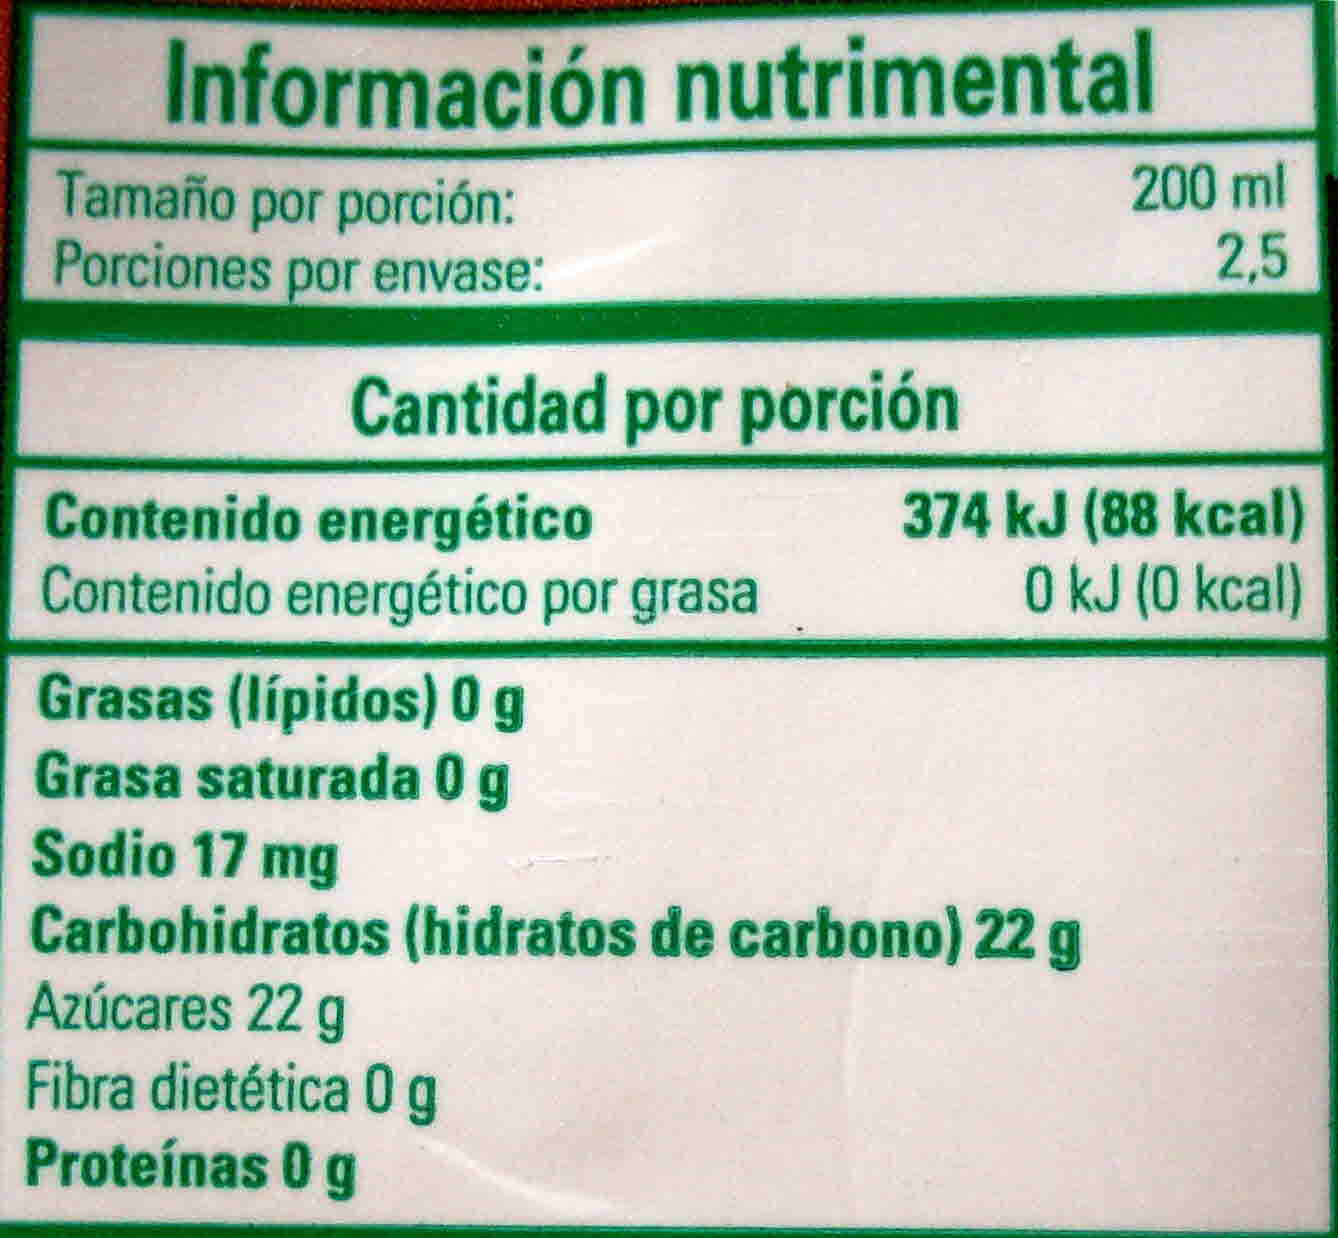 Información nutrimental
Tamaño por porción: 200 ml
Porciones por envase: 2,5
Cantidad por porción
Contenido energético 374 kJ (88 kcal)
Contenido energético por grasa 0 kJ (0 kcal)
Grasas (lípidos) 0 g
Grasa saturada 0 g
Sodio 17 mg
Carbohidratos (hidratos de carbono) 22 g
Azúcares 22 g
Fibra dietética 0 g
Proteínas 0 g